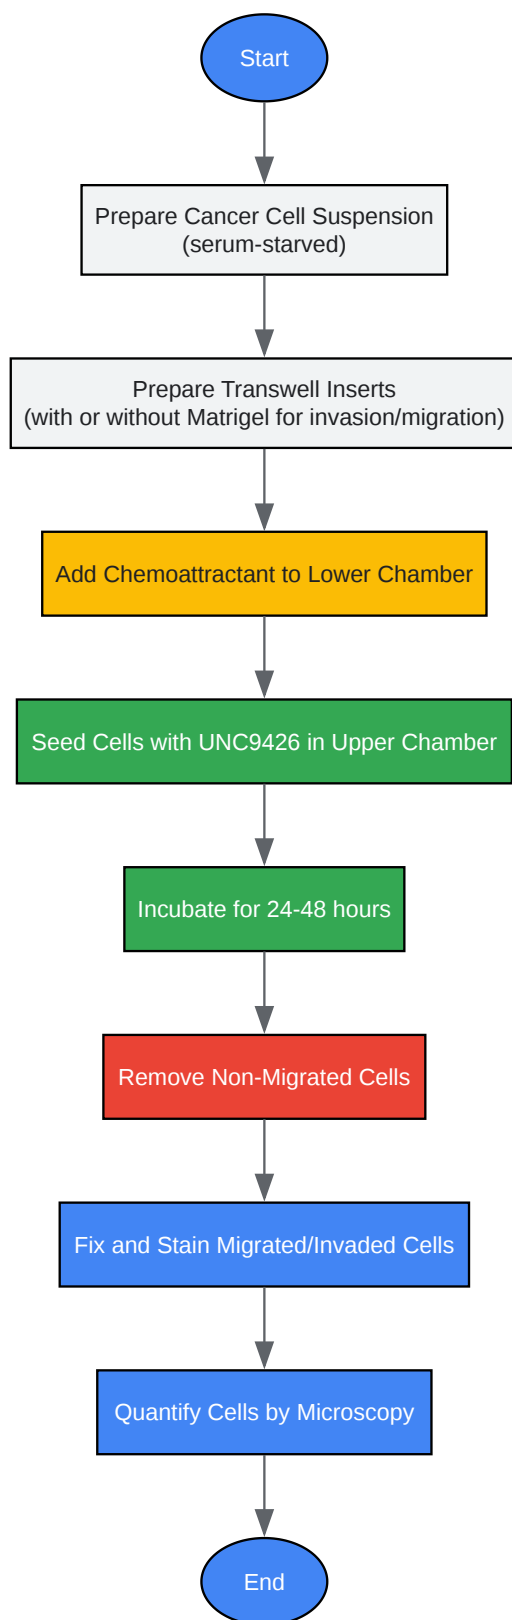 Start
Prepare Cancer Cell Suspension
(serum-starved)
Prepare Transwell Inserts
(with or without Matrigel for invasion/migration)
Add Chemoattractant to Lower Chamber
Seed Cells with UNC9426 in Upper Chamber
Incubate for 24-48 hours
Remove Non-Migrated Cells
Fix and Stain Migrated/Invaded Cells
Quantify Cells by Microscopy
End